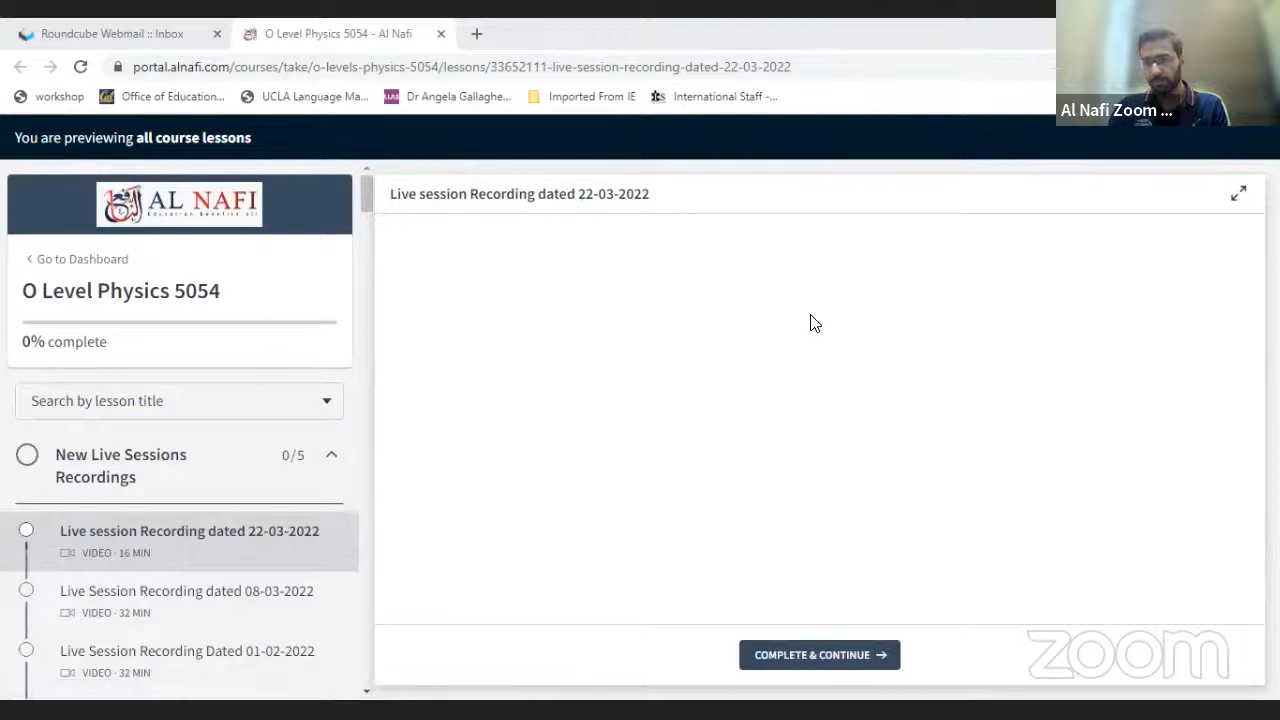 Roundcube Webmail :: Inbox
O Level Physics 5054 - Al Nafi
portal.alnafi.com/courses/take/o-levels-physics-5054/lessons/33652111-live-session-recording-dated-22-03-2022
workshop
Office of Education...
UCLA Language Ma...
LLAS
Dr Angela Gallaghe...
Imported From IE
International Staff -...
Al Nafi Zoom ...
You are previewing all course lessons
AL NAFI
Education Benefits all
Go to Dashboard
O Level Physics 5054
0% complete
Search by lesson title
New Live Sessions
Recordings
0/5
Live session Recording dated 22-03-2022
VIDEO · 16 MIN
Live Session Recording dated 08-03-2022
VIDEO · 32 MIN
Live Session Recording Dated 01-02-2022
VIDEO · 32 MIN
Live session Recording dated 22-03-2022
COMPLETE & CONTINUE →
zoom